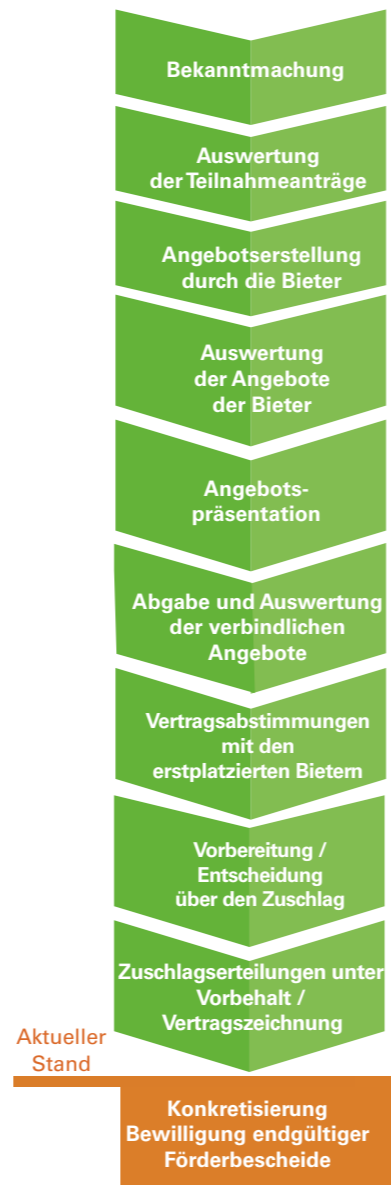 Bekanntmachung
Auswertung
der Teilnahmeanträge
Angebotserstellung
durch die Bieter
Auswertung
der Angebote
der Bieter
Angebots-
präsentation
Abgabe und Auswertung
der verbindlichen
Angebote
Vertragsabstimmungen
mit den
erstplatzierten Bietern
Vorbereitung /
Entscheidung
über den Zuschlag
Zuschlagserteilungen unter
Vorbehalt /
Vertragszeichnung
Aktueller
Stand
Konkretisierung
Bewilligung endgültiger
Förderbescheide